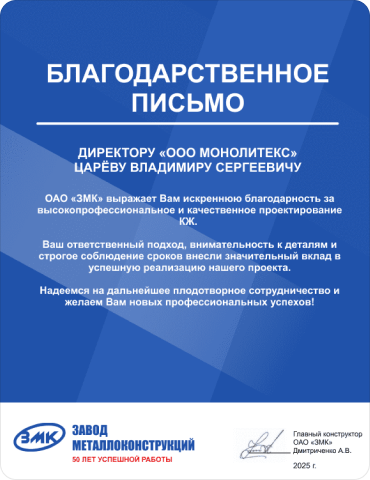 БЛАГОДАРСТВЕННОЕ
ПИСЬМО
ДИРЕКТОРУ «ООО МОНОЛИТЕКС»
ЦАРЁВУ ВЛАДИМИРУ СЕРГЕЕВИЧУ
ОАО «ЗМК» выражает Вам искреннюю благодарность за
высокопрофессиональное и качественное проектирование
КЖ.
Ваш ответственный подход, внимательность к деталям и
строгое соблюдение сроков внесли значительный вклад в
успешную реализацию нашего проекта.
Надеемся на дальнейшее плодотворное сотрудничество и
желаем Вам новых профессиональных успехов!
ЗМК
ЗАВОД
МЕТАЛЛОКОНСТРУКЦИЙ
50 ЛЕТ УСПЕШНОЙ РАБОТЫ
Главный конструктор
ОАО «ЗМК»
Дмитриченко А.В.
2025 г.